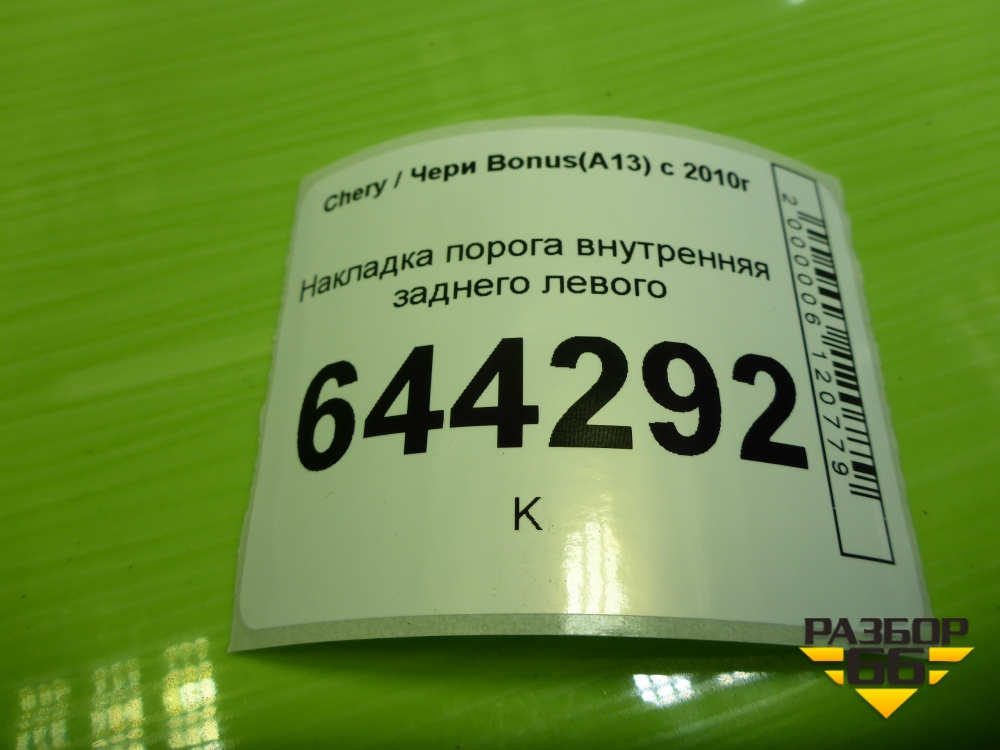 Chery / Чери Bonus(A13) с 2010г
Накладка порога внутренняя
заднего левого
644292
К
2000006120779
РАЗБОР
66